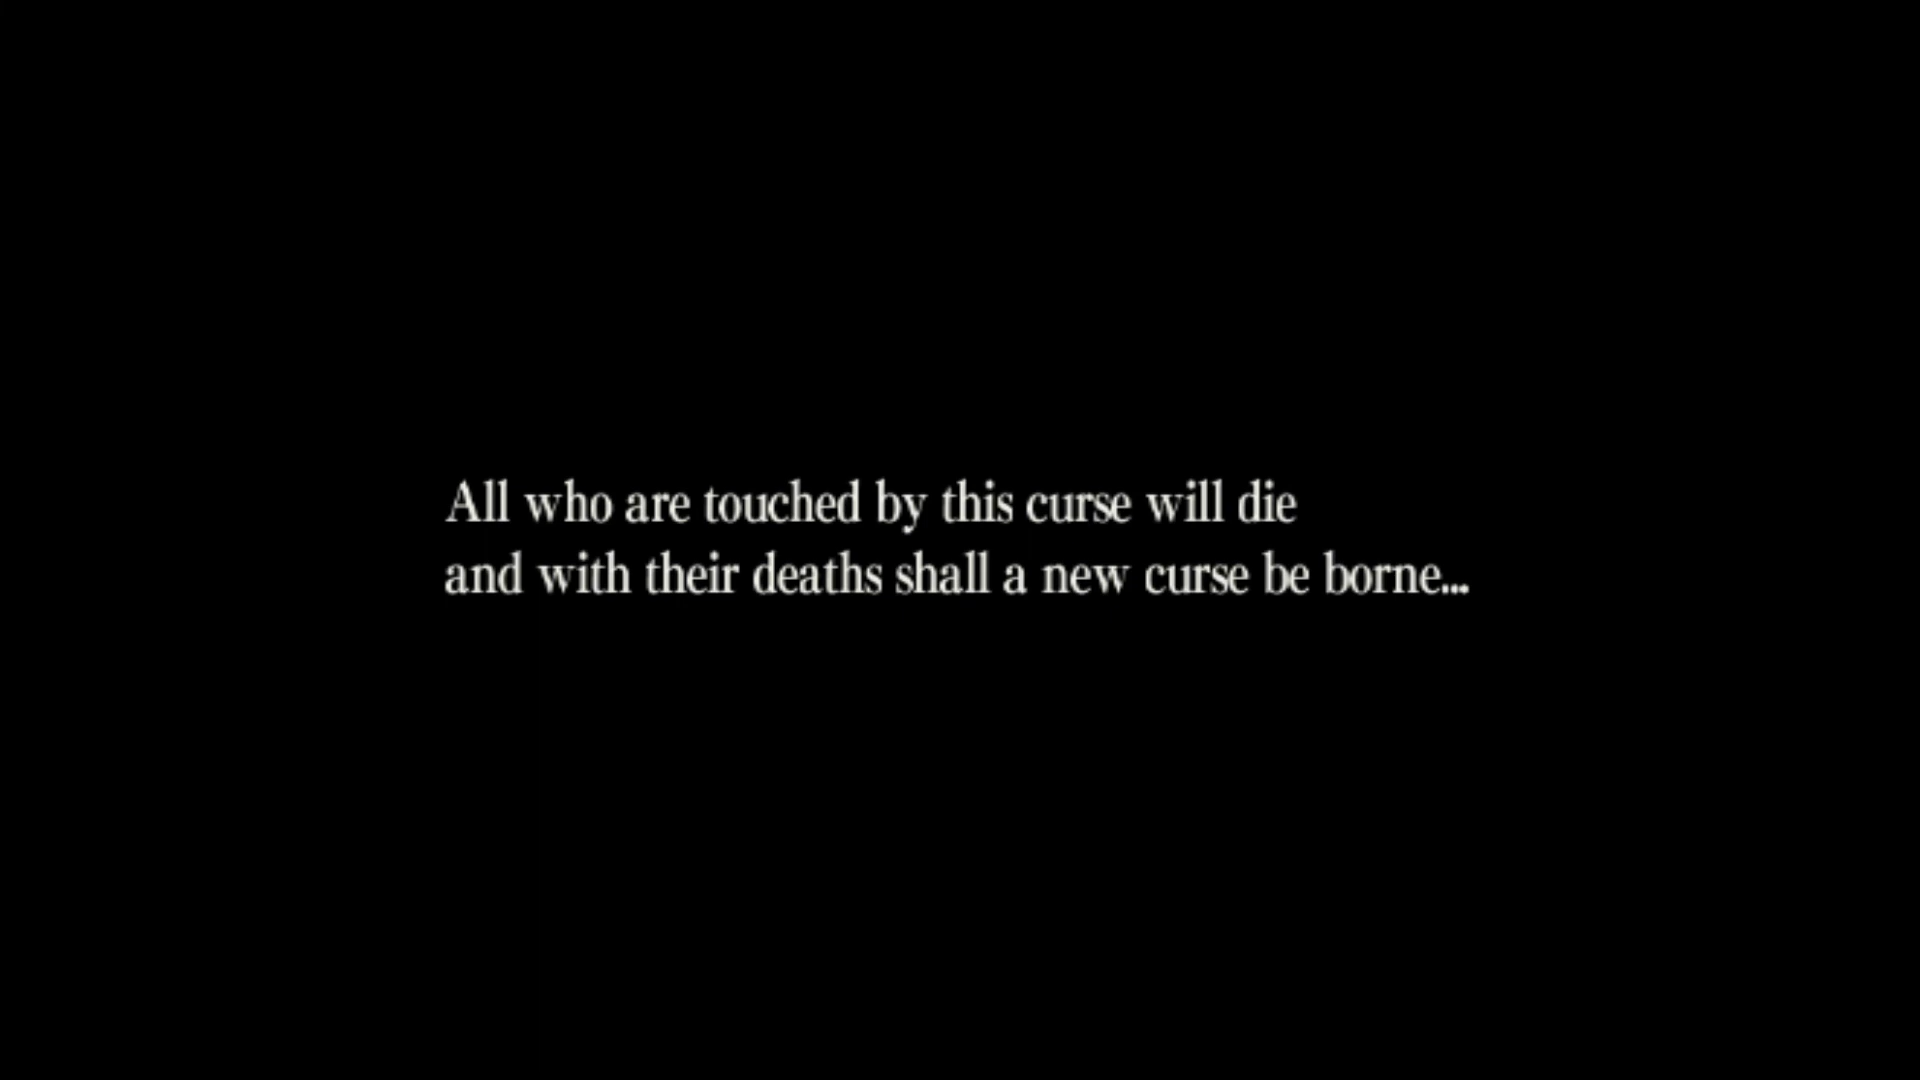 All who are touched by this curse will die
and with their deaths shall a new curse be borne...